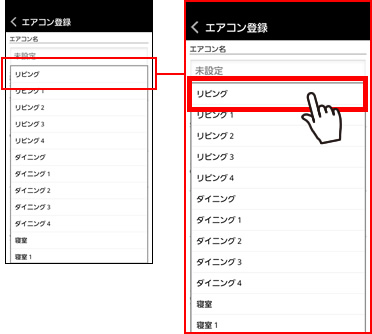 エアコン登録
エアコン名
未設定
リビング
リビング 1
リビング 2
リビング 3
リビング 4
ダイニング
ダイニング 1
ダイニング 2
ダイニング 3
ダイニング 4
寝室
寝室 1
エアコン登録
エアコン名
未設定
リビング
リビング 1
リビング 2
リビング 3
リビング 4
ダイニング
ダイニング 1
ダイニング 2
ダイニング 3
ダイニング 4
寝室
寝室 1